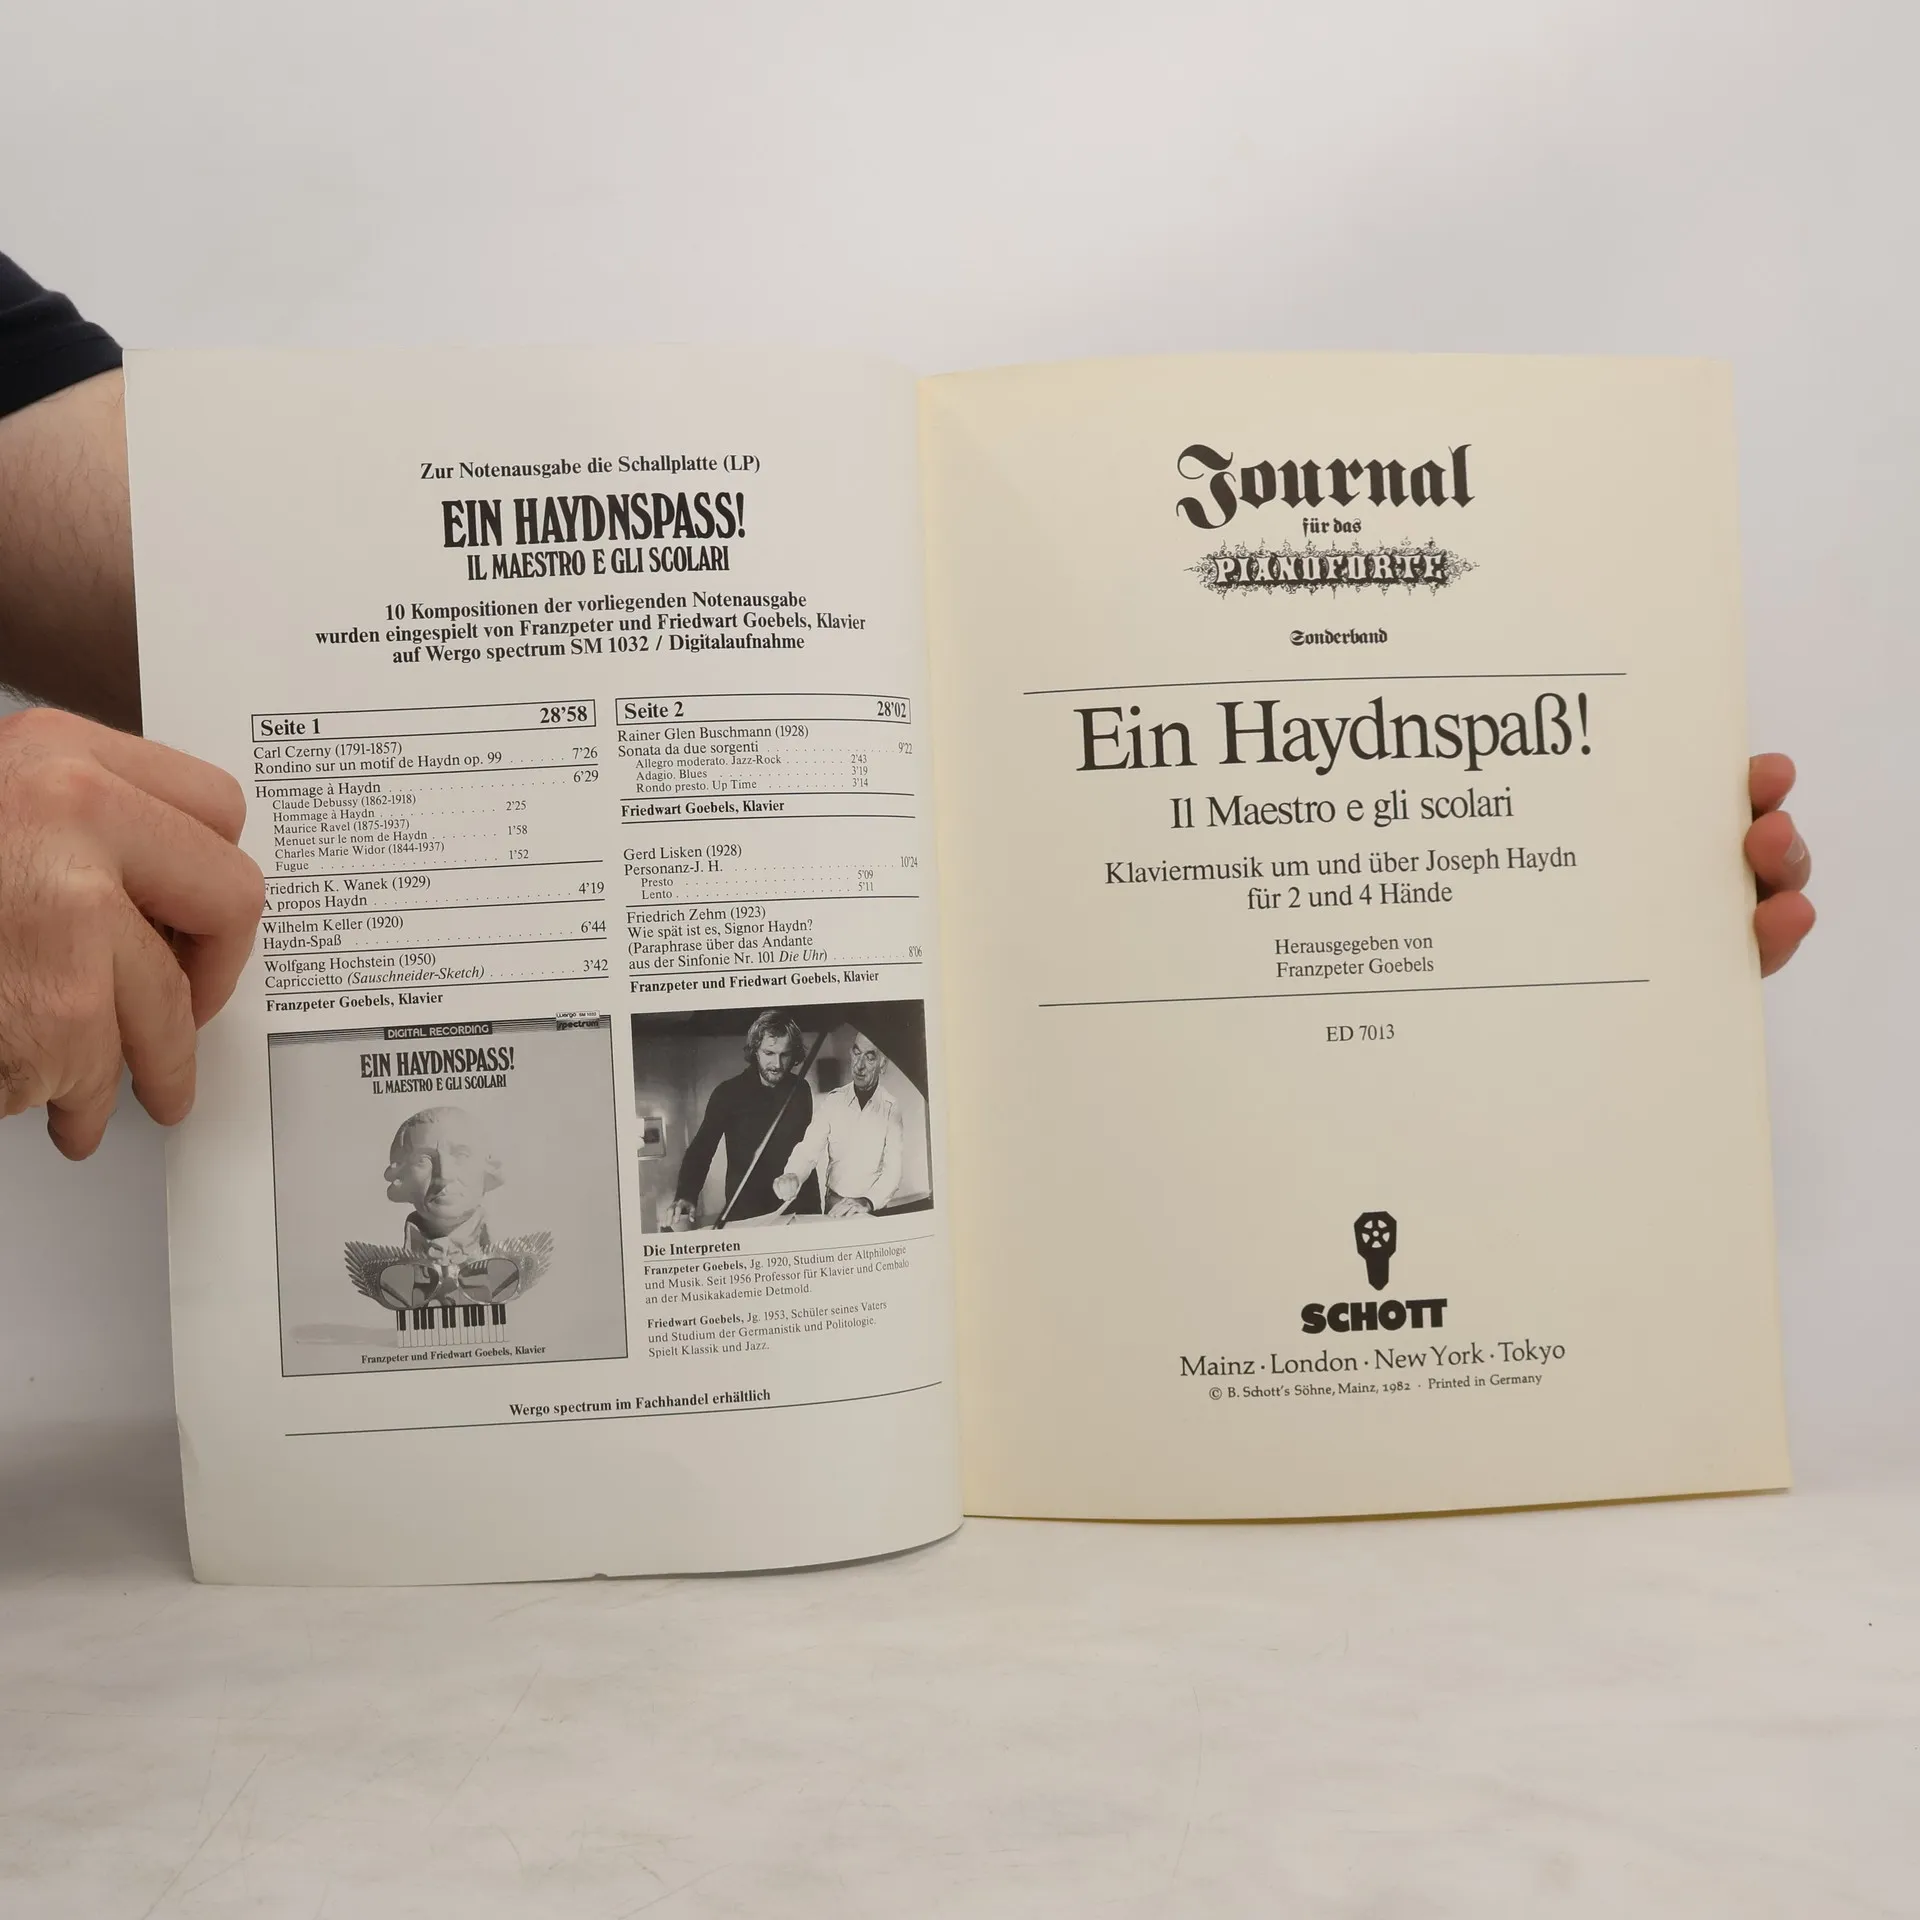 Zur Notenausgabe die Schallplatte (LP)
EIN HAYDNSPASS!
IL MAESTRO E GLI SCOLARI
10 Kompositionen der vorliegenden Notenausgabe
wurden eingespielt von Franzpeter und Friedwart Goebels, Klavier
auf Wergo spectrum SM 1032 / Digitalaufnahme
Seite 1 28’58
Carl Czerny (1791-1857)
Rondino sur un motif de Haydn op. 99 . . . . . . 7’26
Hommage à Haydn . . . . . . . . . . . . . . . . 6’29
Claude Debussy (1862-1918)
Hommage à Haydn . . . . . . . . . . . 2’25
Maurice Ravel (1875-1937)
Menuet sur le nom de Haydn . . . . . . . 1’58
Charles Marie Widor (1844-1937)
Fugue . . . . . . . . . . . . . . . . . 1’52
Friedrich K. Wanek (1929)
A propos Haydn . . . . . . . . . . . . . . . . . 4’19
Wilhelm Keller (1920)
Haydn-Spaß . . . . . . . . . . . . . . . . . . . 6’44
Wolfgang Hochstein (1950)
Capriccietto (Sauschneider-Sketch) . . . . . . . . . 3’42
Franzpeter Goebels, Klavier
DIGITAL RECORDING
wergo SM 1032
spectrum
EIN HAYDNSPASS!
IL MAESTRO E GLI SCOLARI
Franzpeter und Friedwart Goebels, Klavier
Seite 2 28’02
Rainer Glen Buschmann (1928)
Sonata da due sorgenti . . . . . . . . . . . . . . . 9’22
Allegro moderato. Jazz-Rock . . . . . . . 2’43
Adagio. Blues . . . . . . . . . . . . . 3’19
Rondo presto. Up Time . . . . . . . . . 3’14
Friedwart Goebels, Klavier
Gerd Lisken (1928)
Personanz-J. H. . . . . . . . . . . . . . . . . . . 10’24
Presto . . . . . . . . . . . . . . . . . 5’09
Lento . . . . . . . . . . . . . . . . . 5’11
Friedrich Zehm (1923)
Wie spät ist es, Signor Haydn?
(Paraphrase über das Andante
aus der Sinfonie Nr. 101 Die Uhr) . . . . . . . . . 8’06
Franzpeter und Friedwart Goebels, Klavier
Die Interpreten
Franzpeter Goebels, Jg. 1920, Studium der Altphilologie
und Musik. Seit 1956 Professor für Klavier und Cembalo
an der Musikakademie Detmold.
Friedwart Goebels, Jg. 1953, Schüler seines Vaters
und Studium der Germanistik und Politologie.
Spielt Klassik und Jazz.
Wergo spectrum im Fachhandel erhältlich
Journal
für das
PIANOFORTE
Sonderband
Ein Haydnspaß!
Il Maestro e gli scolari
Klaviermusik um und über Joseph Haydn
für 2 und 4 Hände
Herausgegeben von
Franzpeter Goebels
ED 7013
SCHOTT
Mainz · London · New York · Tokyo
© B. Schott’s Söhne, Mainz, 1982 · Printed in Germany